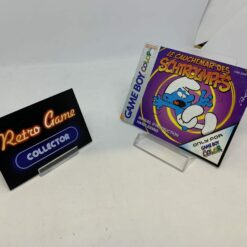 Retro Game
COLLECTOR
GAME BOY COLOR
LE CAUCHEMAR DES
SCHTROUMPFS
ONLY FOR
GAME BOY
COLOR